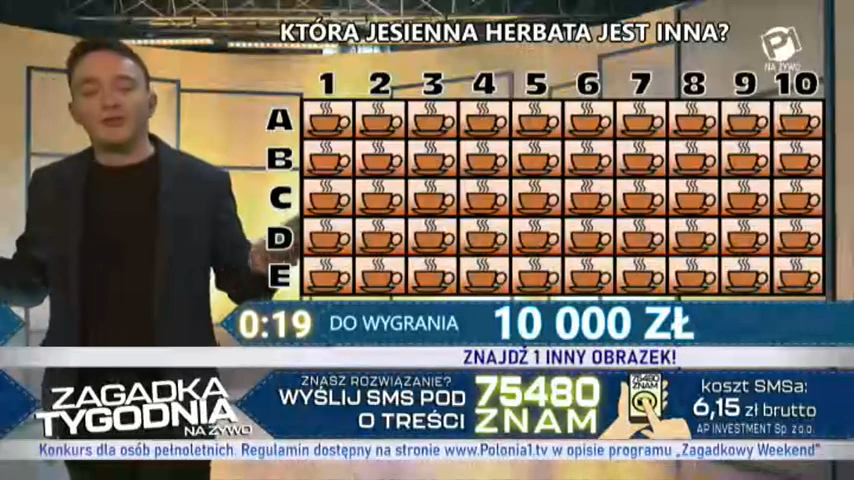 KTÓRA JESIENNA HERBATA JEST INNA?
P1
NA ŻYWO
1 2 3 4 5 6 7 8 9 10
A
B
C
D
E
0:19 DO WYGRANIA 10 000 ZŁ
ZNAJDŹ 1 INNY OBRAZEK!
ZAGADKA
TYGODNIA
NA ŻYWO
ZNASZ ROZWIĄZANIE?
WYŚLIJ SMS POD
O TREŚCI
75480
ZNAM
75480
ZNAM
koszt SMSa:
6,15 zł brutto
AP INVESTMENT Sp. z o.o.
Konkurs dla osób pełnoletnich. Regulamin dostępny na stronie www.Polonia1.tv w opisie programu „Zagadkowy Weekend"